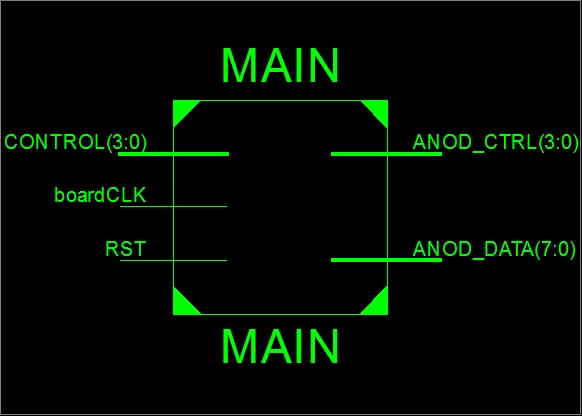 MAIN
CONTROL(3:0)
ANOD_CTRL(3:0)
boardCLK
RST
ANOD_DATA(7:0)
MAIN